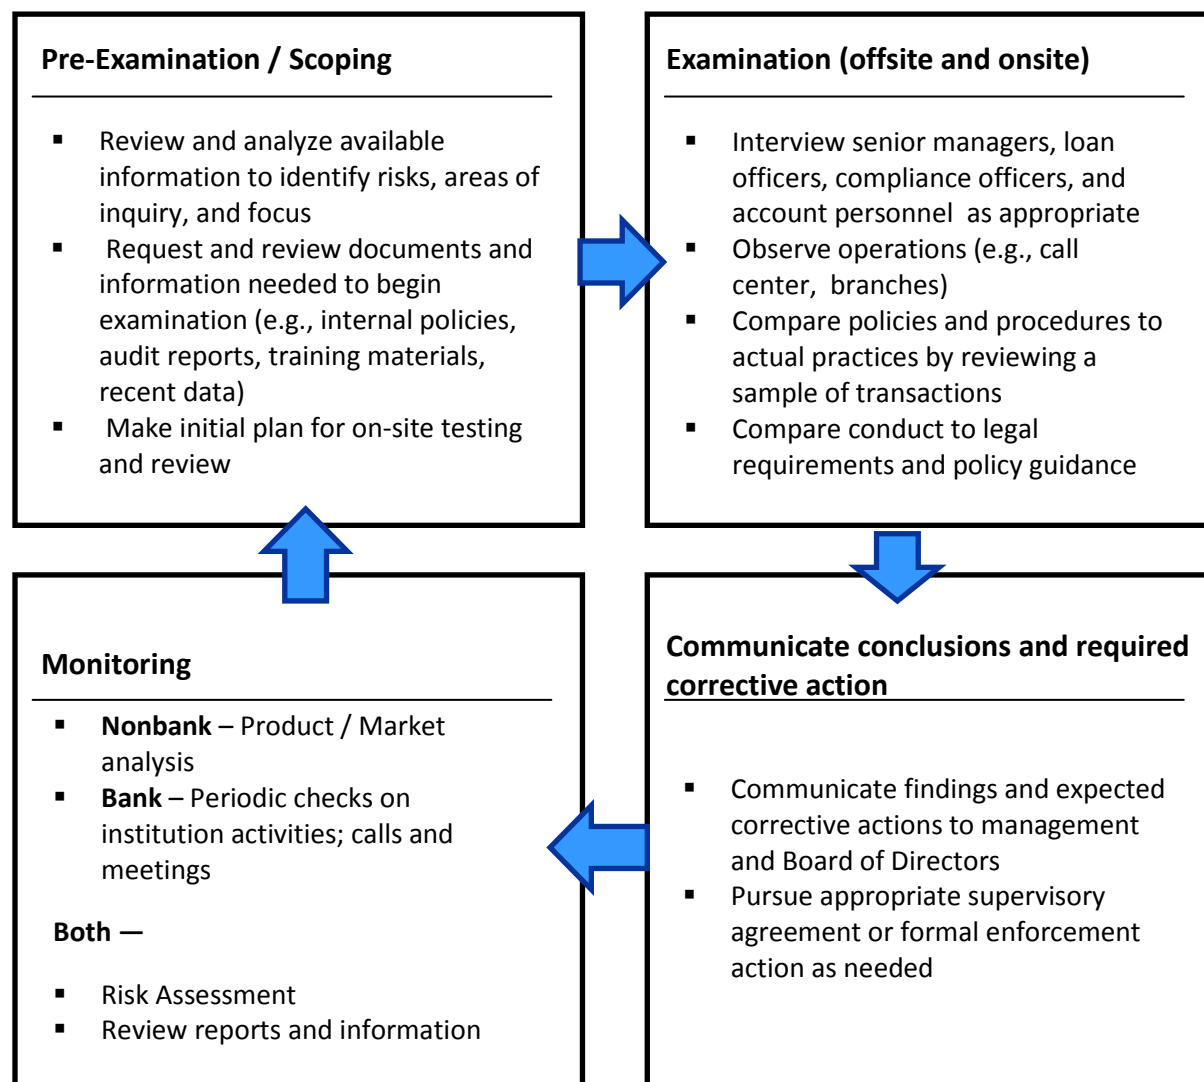 Pre-Examination / Scoping
▪ Review and analyze available
information to identify risks, areas of
inquiry, and focus
▪ Request and review documents and
information needed to begin
examination (e.g., internal policies,
audit reports, training materials,
recent data)
▪ Make initial plan for on-site testing
and review
Examination (offsite and onsite)
▪ Interview senior managers, loan
officers, compliance officers, and
account personnel as appropriate
▪ Observe operations (e.g., call
center, branches)
▪ Compare policies and procedures to
actual practices by reviewing a
sample of transactions
▪ Compare conduct to legal
requirements and policy guidance
Monitoring
▪ Nonbank – Product / Market
analysis
▪ Bank – Periodic checks on
institution activities; calls and
meetings
Both —
▪ Risk Assessment
▪ Review reports and information
Communicate conclusions and required
corrective action
▪ Communicate findings and expected
corrective actions to management
and Board of Directors
▪ Pursue appropriate supervisory
agreement or formal enforcement
action as needed